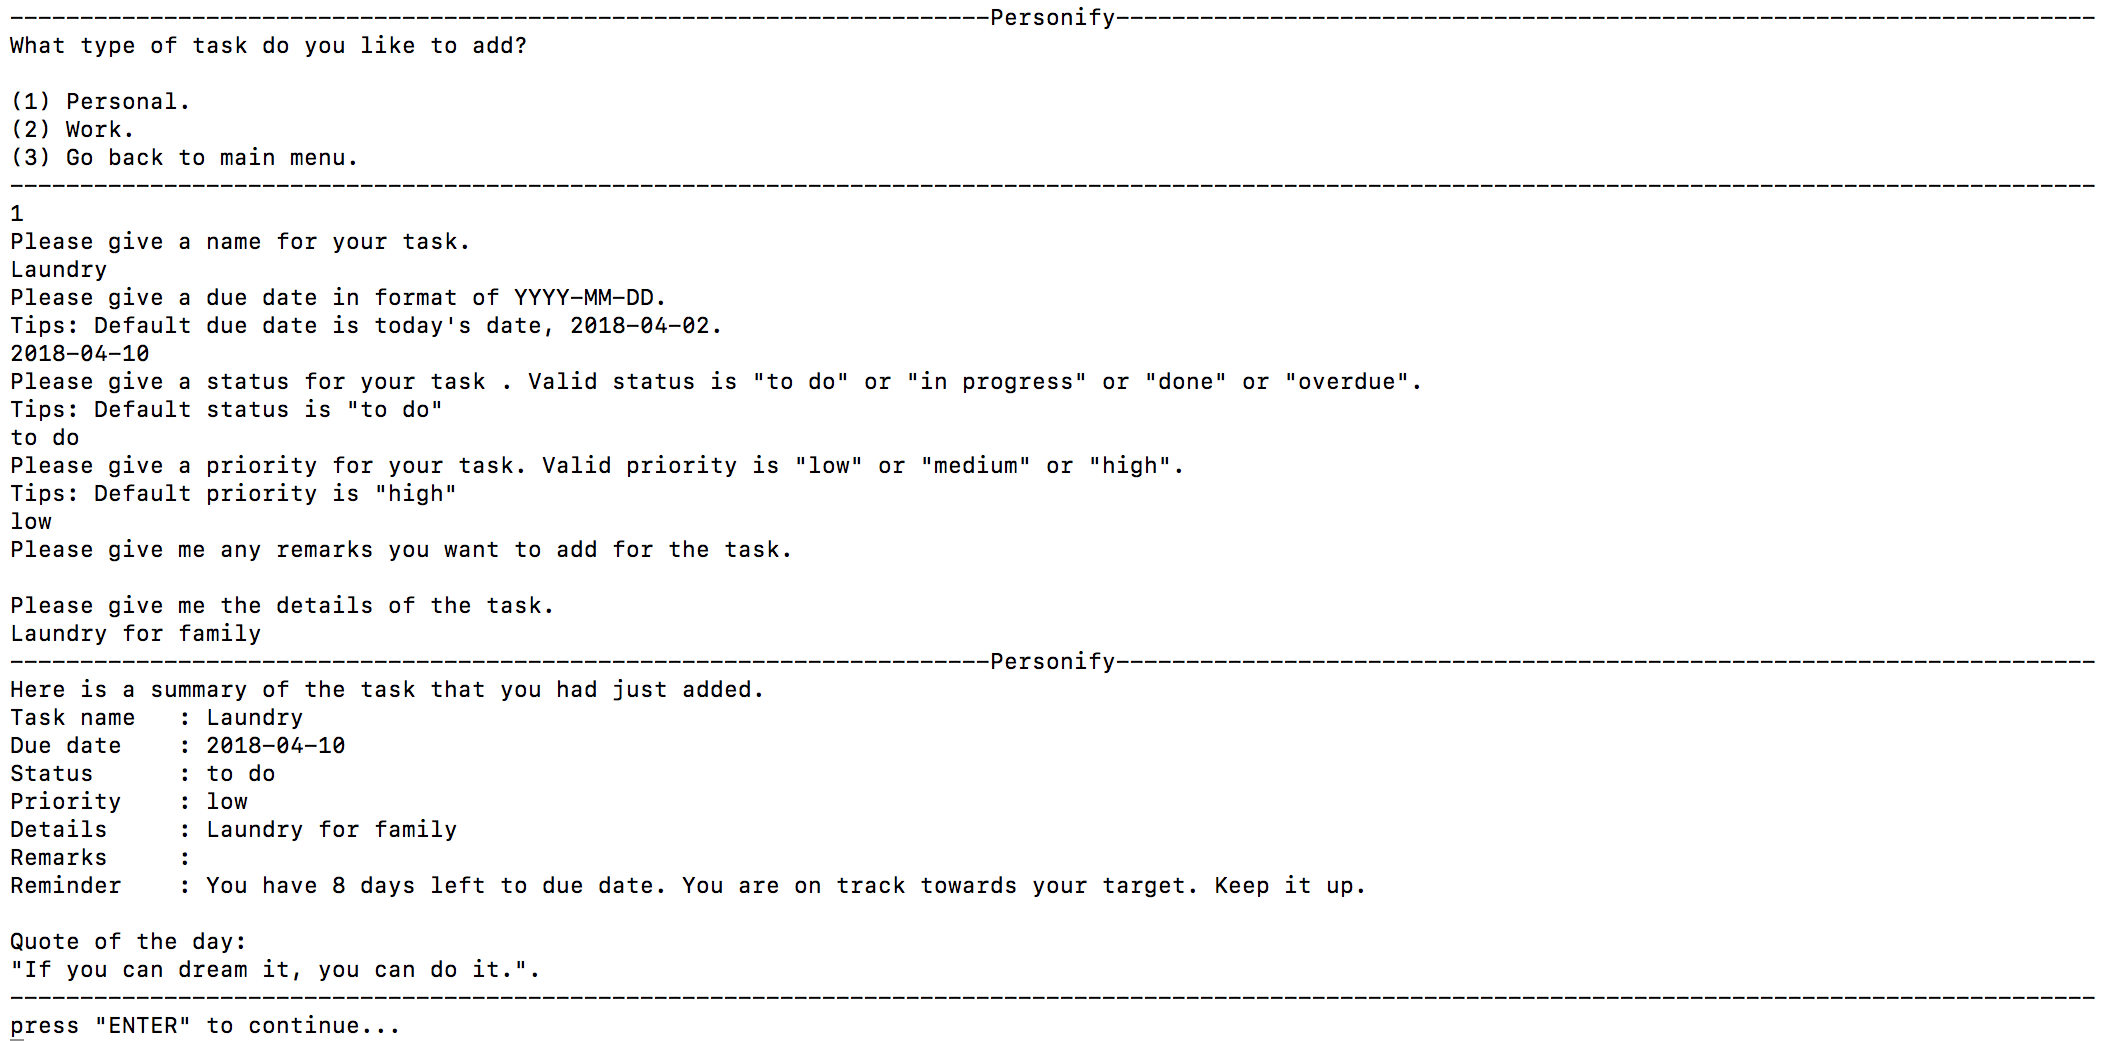 ----------------------------------------------------------------------Personify----------------------------------------------------------------------
What type of task do you like to add?
(1) Personal.
(2) Work.
(3) Go back to main menu.
-----------------------------------------------------------------------------------------------------------------------------------------------------
1
Please give a name for your task.
Laundry
Please give a due date in format of YYYY-MM-DD.
Tips: Default due date is today's date, 2018-04-02.
2018-04-10
Please give a status for your task . Valid status is "to do" or "in progress" or "done" or "overdue".
Tips: Default status is "to do"
to do
Please give a priority for your task. Valid priority is "low" or "medium" or "high".
Tips: Default priority is "high"
low
Please give me any remarks you want to add for the task.
Please give me the details of the task.
Laundry for family
----------------------------------------------------------------------Personify----------------------------------------------------------------------
Here is a summary of the task that you had just added.
Task name   : Laundry
Due date    : 2018-04-10
Status      : to do
Priority    : low
Details     : Laundry for family
Remarks     :
Reminder    : You have 8 days left to due date. You are on track towards your target. Keep it up.
Quote of the day:
"If you can dream it, you can do it.".
-----------------------------------------------------------------------------------------------------------------------------------------------------
press "ENTER" to continue...